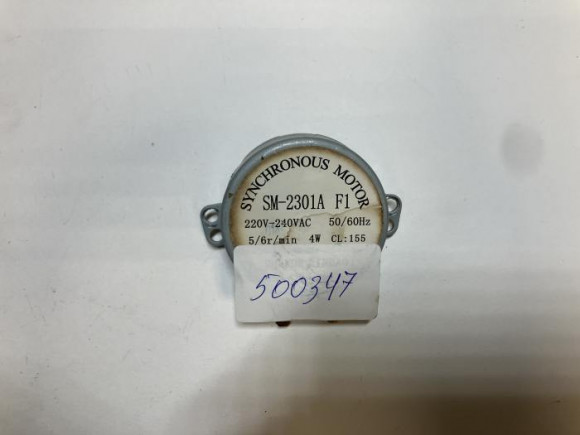 SYNCHRONOUS MOTOR
SM-2301A F1
220V-240VAC 50/60Hz
5/6r/min 4W CL:155
500347